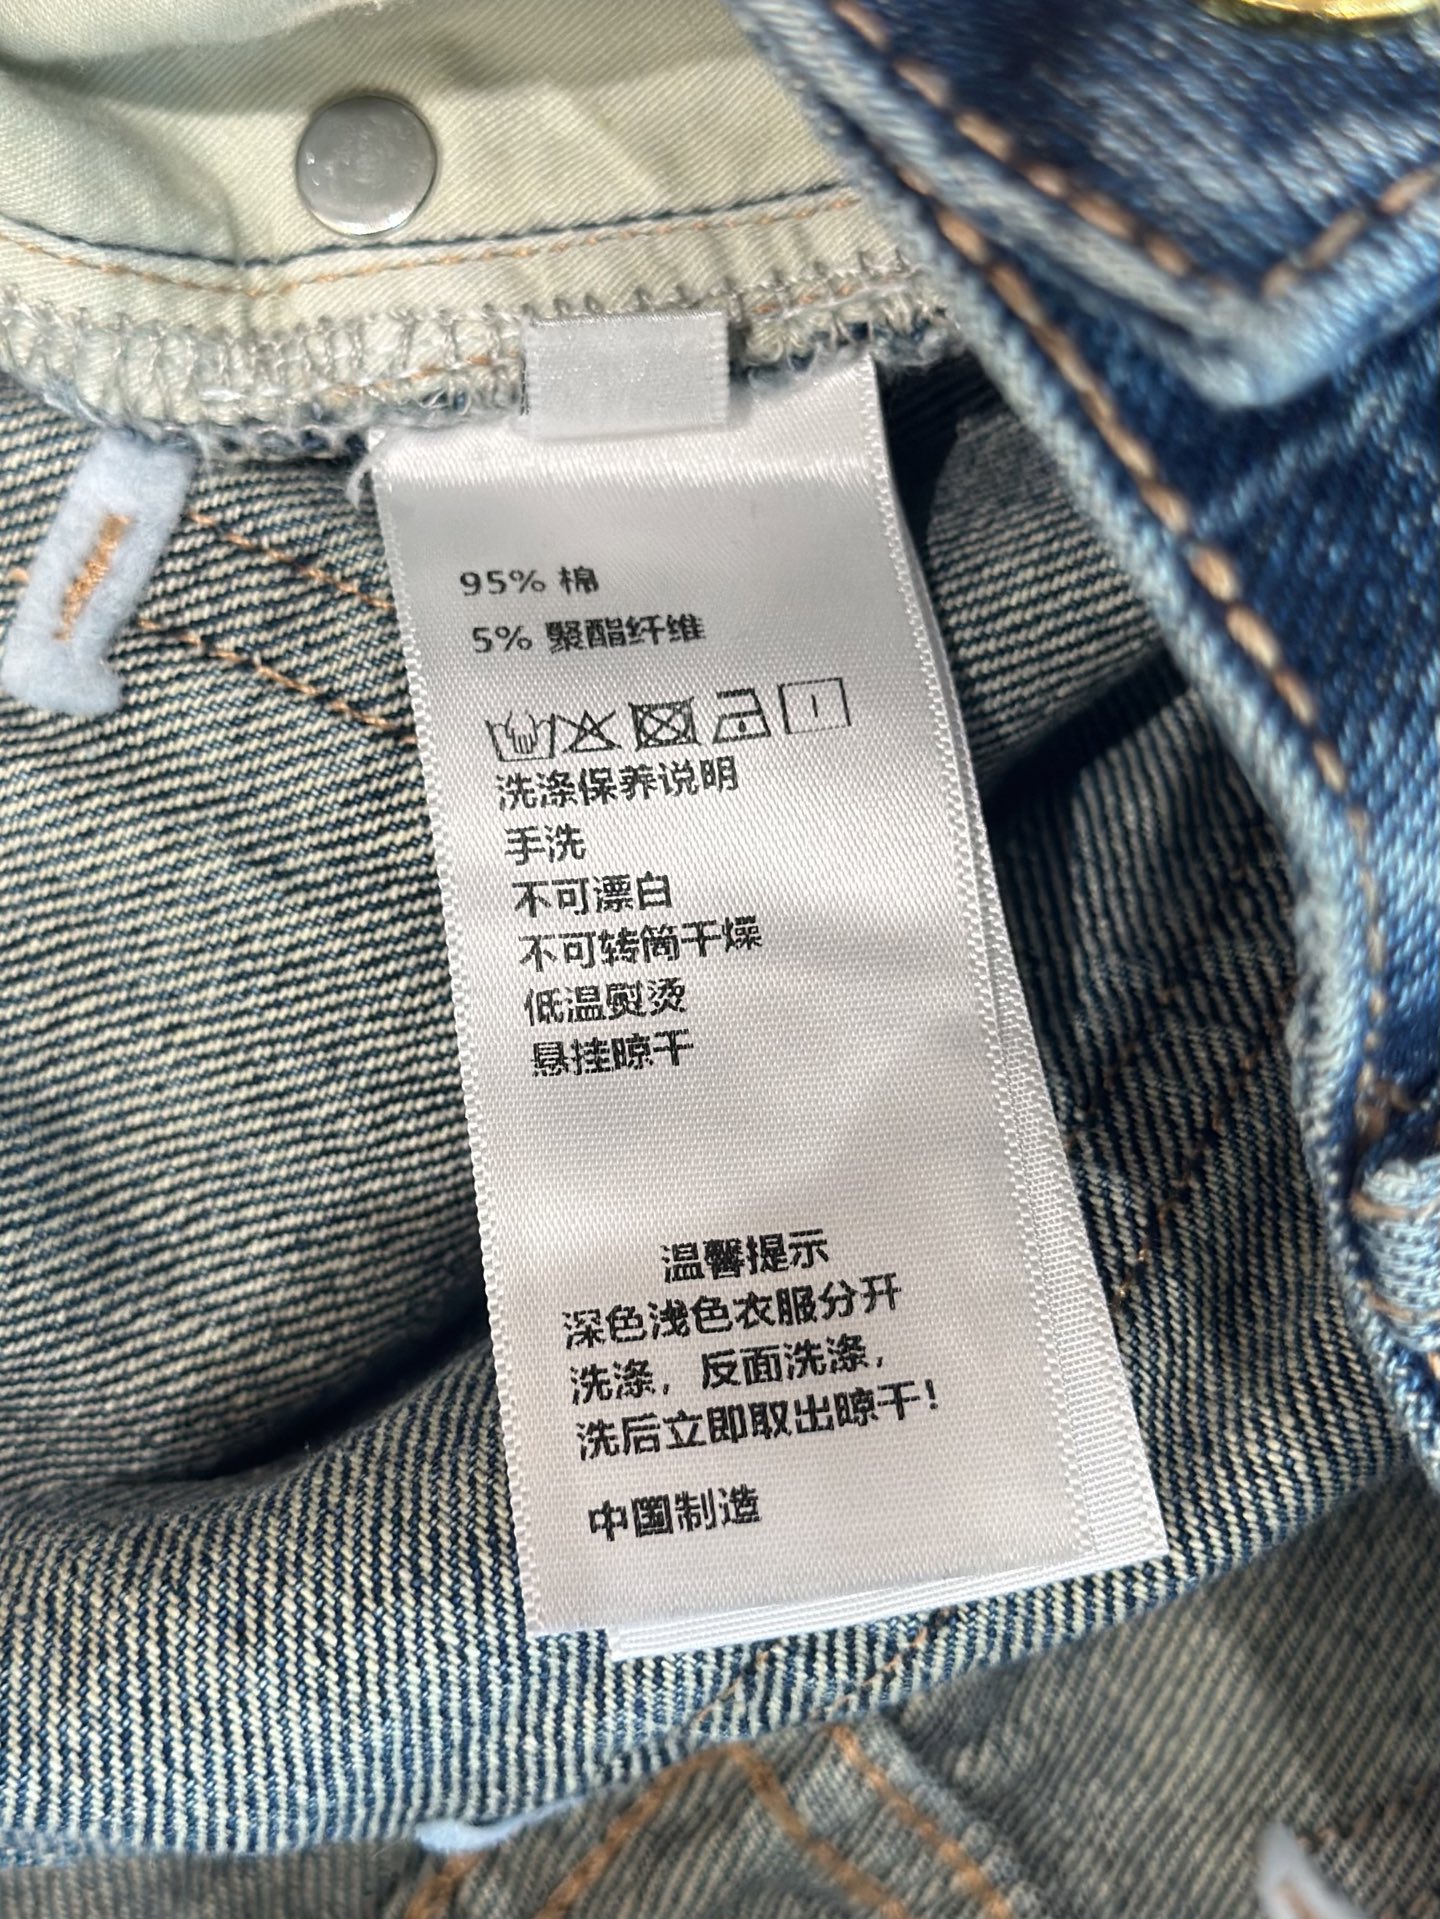 95% 棉
5% 聚酯纤维
洗涤保养说明
手洗
不可漂白
不可转筒干燥
低温熨烫
悬挂晾干
温馨提示
深色浅色衣服分开
洗涤，反面洗涤，
洗后立即取出晾干！
中国制造